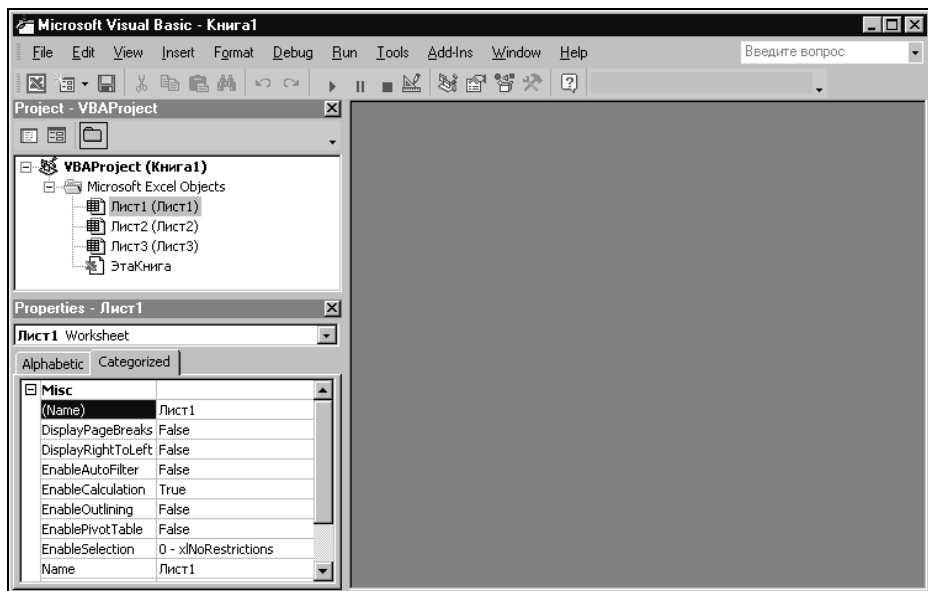 Microsoft Visual Basic - Книга1
File Edit View Insert Format Debug Run Tools Add-Ins Window Help
Введите вопрос
Project - VBAProject
VBAProject (Книга1)
Microsoft Excel Objects
Лист1 (Лист1)
Лист2 (Лист2)
Лист3 (Лист3)
ЭтаКнига
Properties - Лист1
Лист1 Worksheet
Alphabetic Categorized
Misc
(Name) Лист1
DisplayPageBreaks False
DisplayRightToLeft False
EnableAutoFilter False
EnableCalculation True
EnableOutlining False
EnablePivotTable False
EnableSelection 0 - xlNoRestrictions
Name Лист1